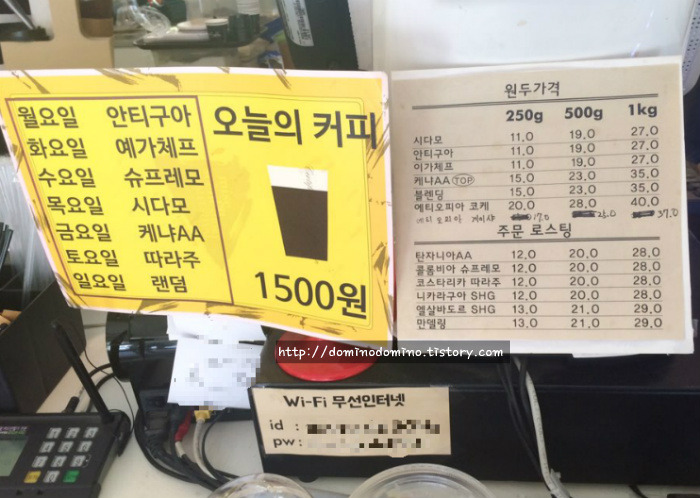 월요일 안티구아
화요일 예가체프
수요일 슈프레모
목요일 시다모
금요일 케냐AA
토요일 따라주
일요일 랜덤
오늘의 커피
1500원
원두가격
250g 500g 1kg
시다모 11,0 19,0 27,0
안티구아 11,0 19,0 27,0
이가체프 11,0 19,0 27,0
케냐AA TOP 15,0 23,0 35,0
블렌딩 15,0 23,0 35,0
에티오피아 코케 20,0 28,0 40,0
17,0 37,0
주문 로스팅
탄자니아AA 12,0 20,0 28,0
콜롬비아 슈프레모 12,0 20,0 28,0
코스타리카 따라주 12,0 20,0 28,0
니카라구아 SHG 12,0 20,0 28,0
엘살바도르 SHG 13,0 21,0 29,0
만델링 13,0 21,0 29,0
http://dominodomino.tistory.com
Wi-Fi 무선인터넷
id :
pw :